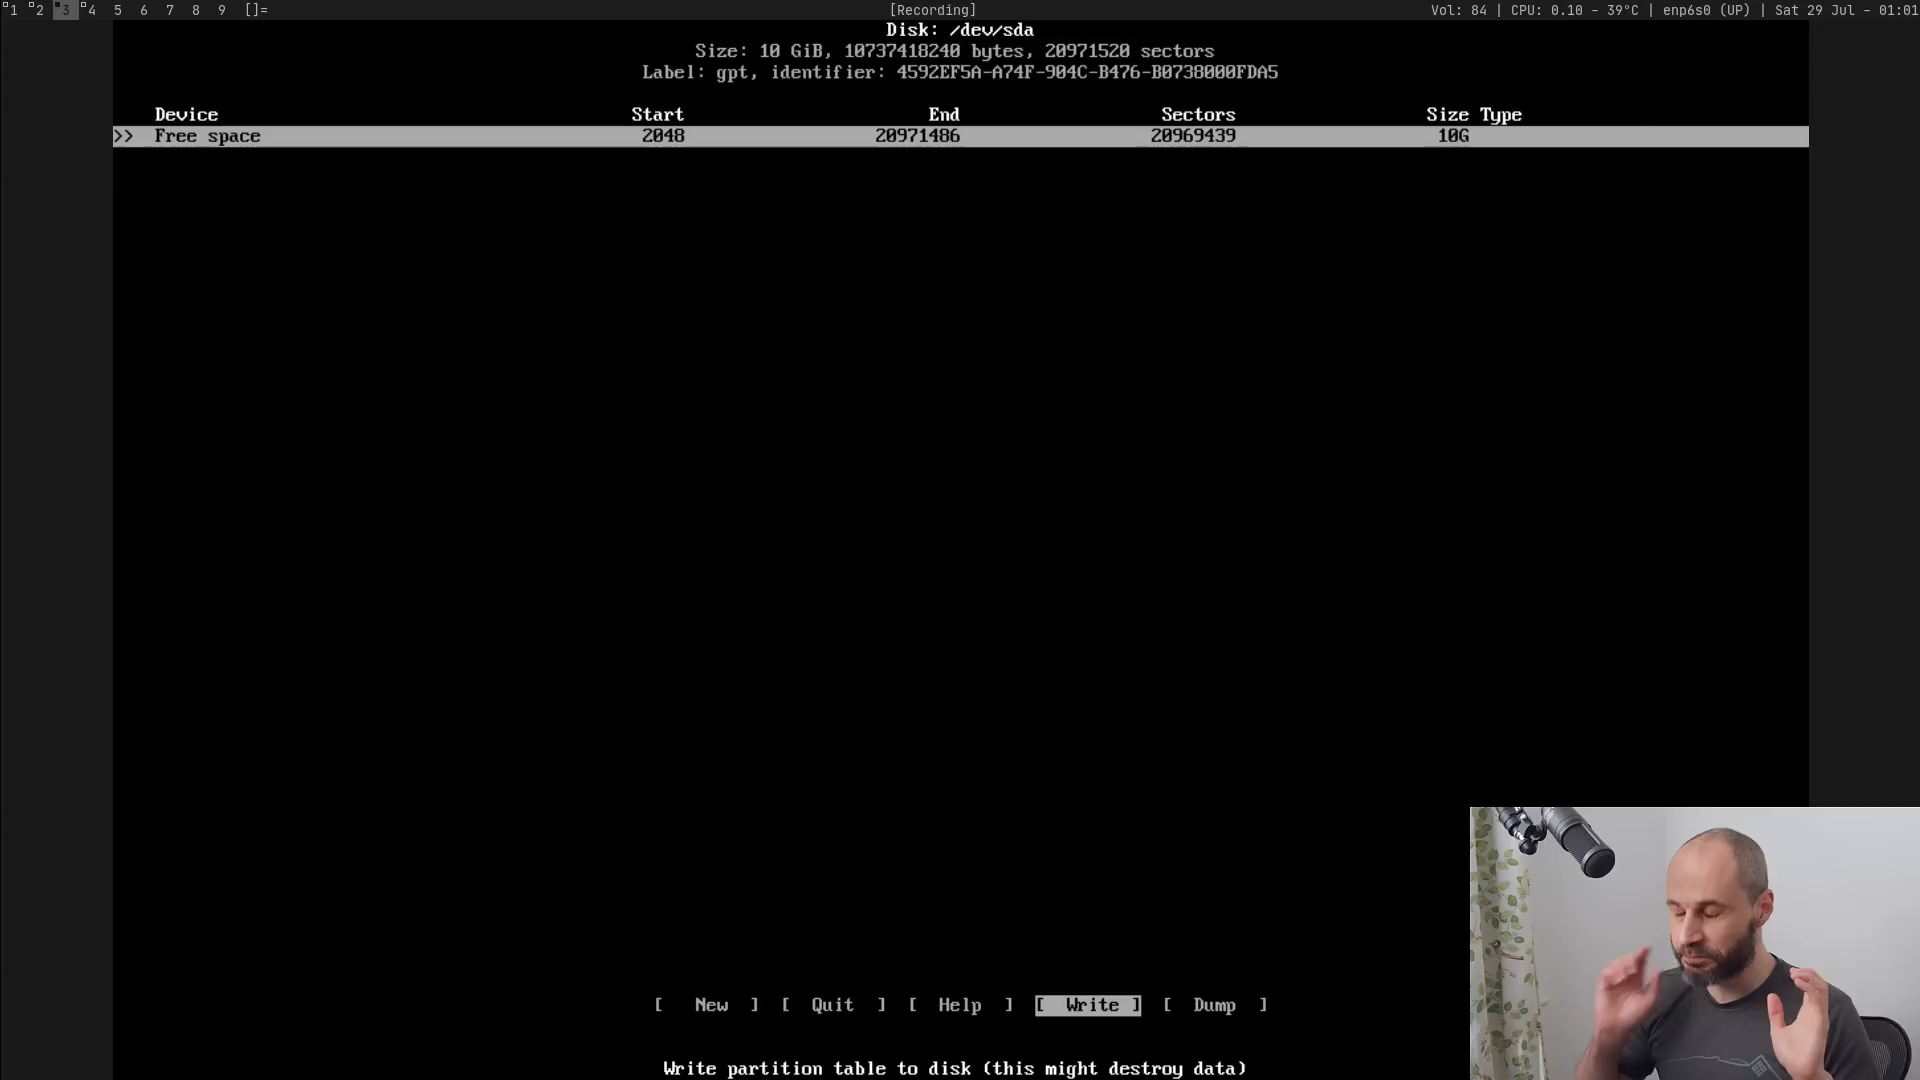 1 2 3 4 5 6 7 8 9 []= [Recording] Vol: 84 | CPU: 0.10 - 39°C | enp6s0 (UP) | Sat 29 Jul - 01:01
Disk: /dev/sda
Size: 10 GiB, 10737418240 bytes, 20971520 sectors
Label: gpt, identifier: 4592EF5A-A74F-904C-B476-B0738000FDA5
Device Start End Sectors Size Type
>> Free space 2048 20971486 20969439 10G
[ New ] [ Quit ] [ Help ] [ Write ] [ Dump ]
Write partition table to disk (this might destroy data)